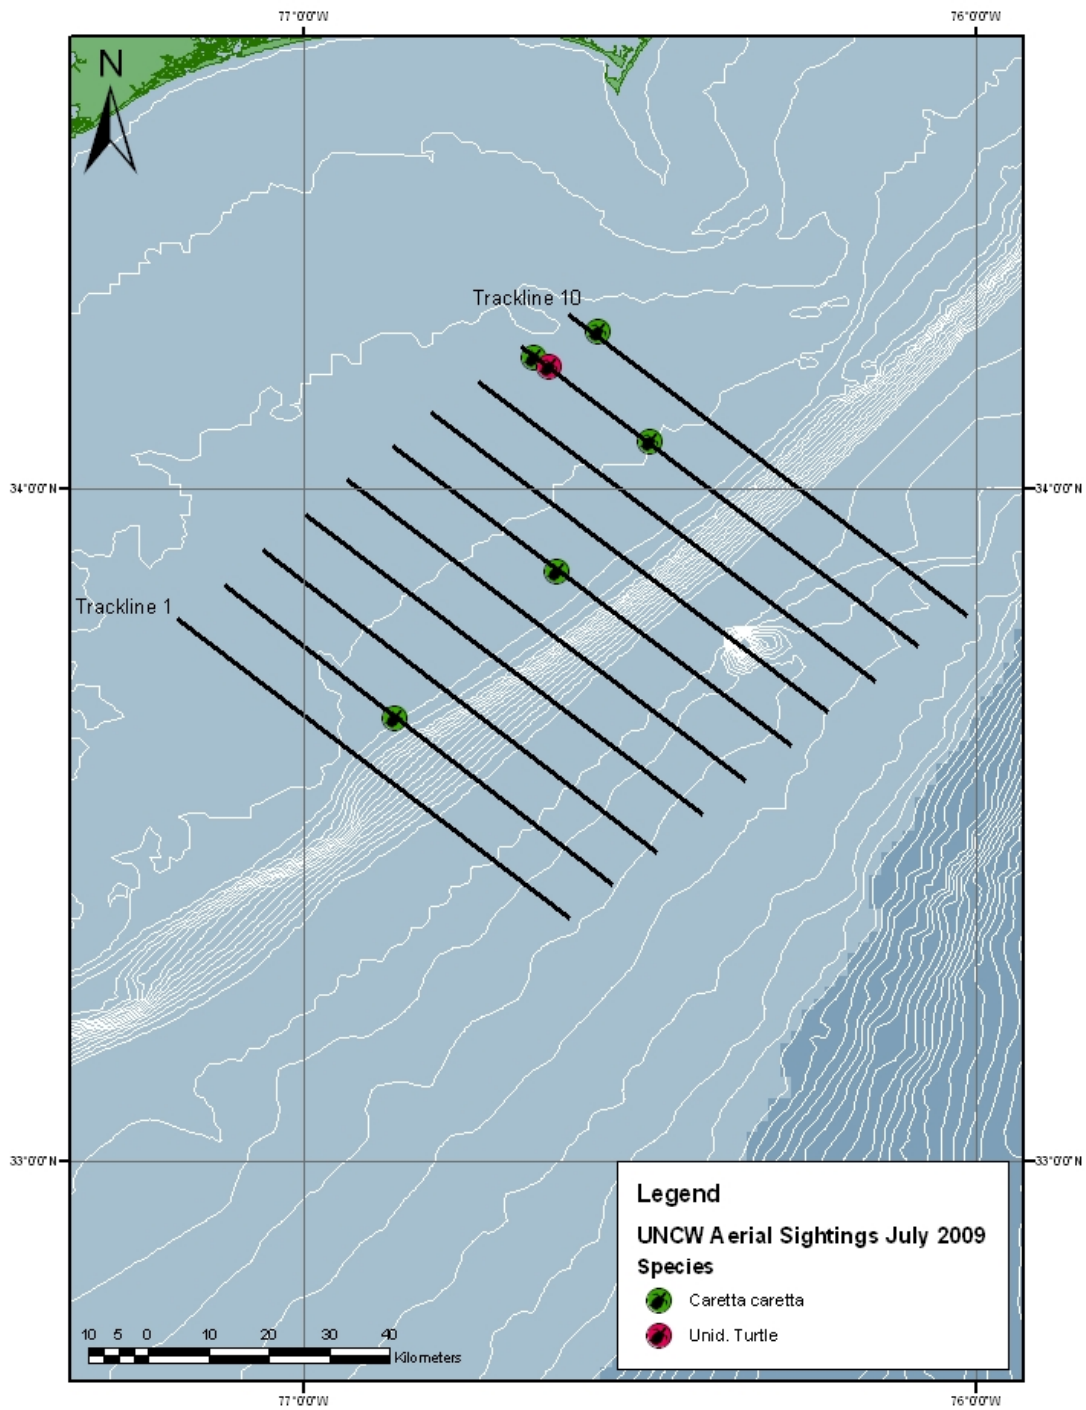 77°0'0"W 76°0'0"W
N
Trackline 10
34°0'0"N 34°0'0"N
Trackline 1
33°0'0"N 33°0'0"N
Legend
UNCW Aerial Sightings July 2009
Species
Caretta caretta
Unid. Turtle
10 5 0 10 20 30 40
Kilometers
77°0'0"W 76°0'0"W